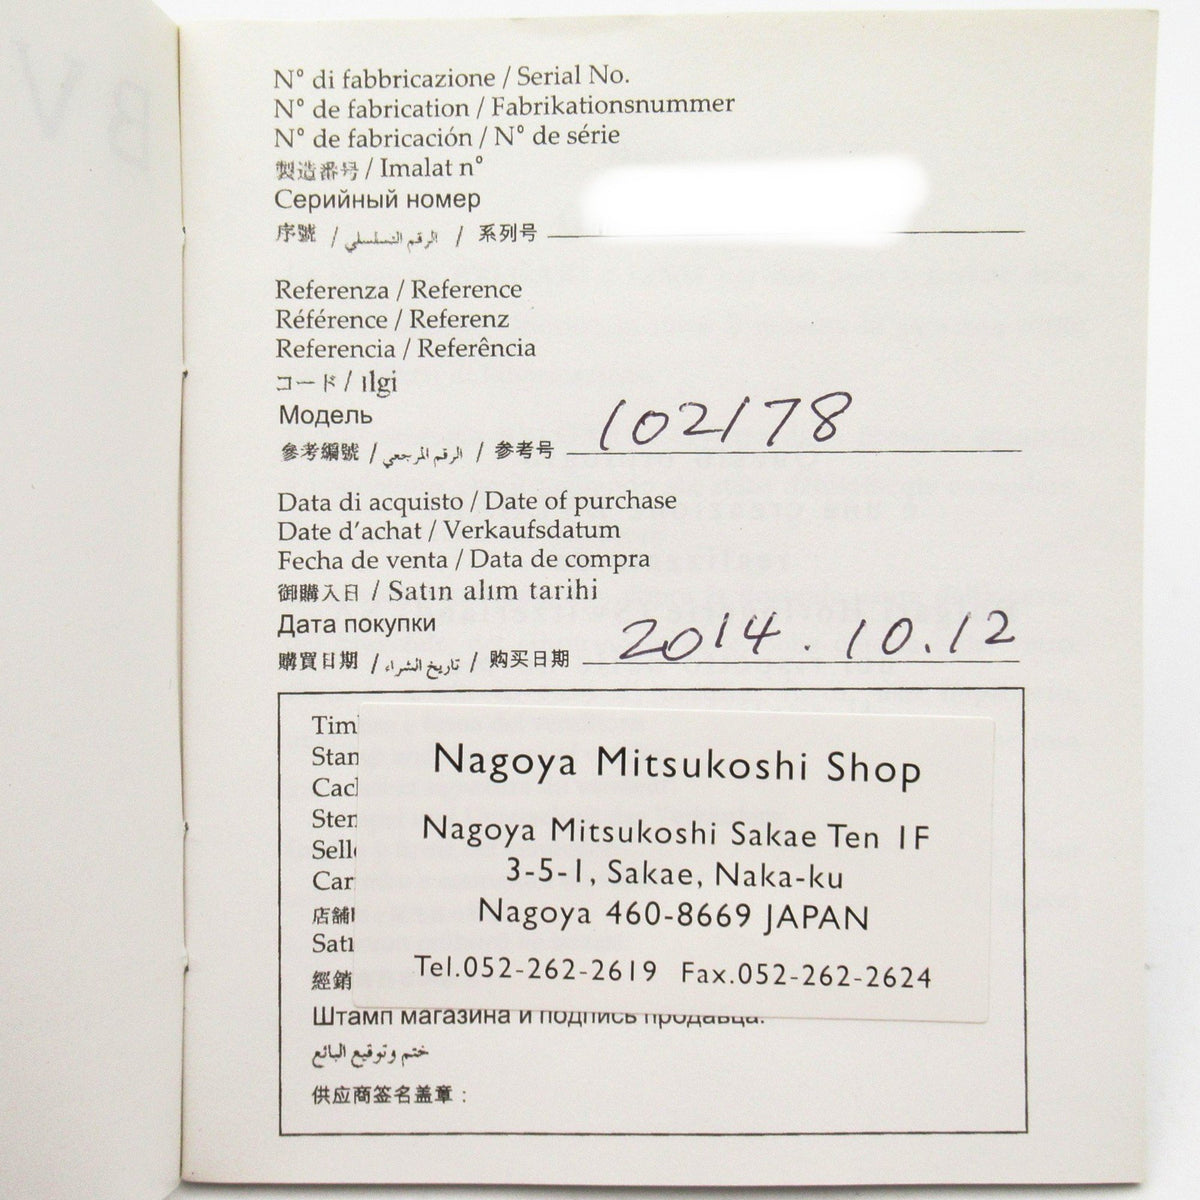 BV
N° di fabbricazione / Serial No.
N° de fabrication / Fabrikationsnummer
N° de fabricación / N° de série
製造番号 / Imalat n°
Серийный номер
序號 / الرقم التسلسلي / 系列号
Referenza / Reference
Référence / Referenz
Referencia / Referência
コード / ılgi
Модель
參考編號 / الرقم المرجعي / 参考号 102178
Data di acquisto / Date of purchase
Date d'achat / Verkaufsdatum
Fecha de venta / Data de compra
御購入日 / Satın alım tarihi
Дата покупки
購買日期 / تاريخ الشراء / 购买日期 2014.10.12
Nagoya Mitsukoshi Shop
Nagoya Mitsukoshi Sakae Ten 1F
3-5-1, Sakae, Naka-ku
Nagoya 460-8669 JAPAN
Tel.052-262-2619 Fax.052-262-2624
店舗
經銷
Штамп магазина и подпись продавца:
ختم وتوقيع البائع
供应商签名盖章：